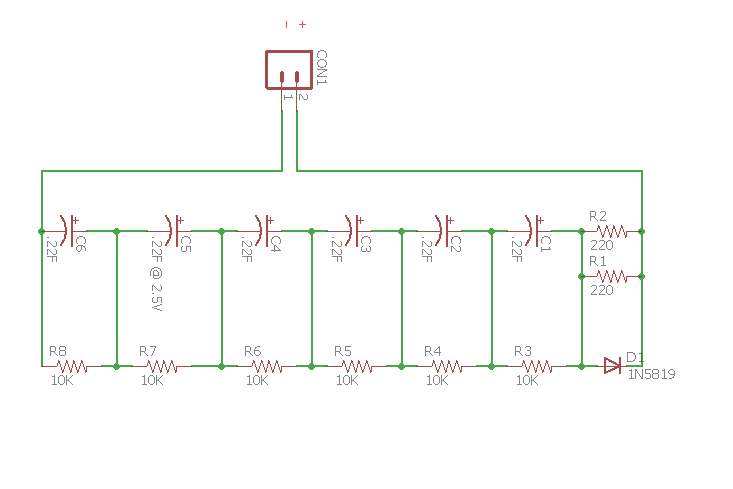 - +
CON1
1 2
R2
220
R1
220
C6
.22F
C5
.22F @ 2.5V
C4
.22F
C3
.22F
C2
.22F
C1
.22F
+ + + + + +
R8 R7 R6 R5 R4 R3 D1
10K 10K 10K 10K 10K 10K 1N5819